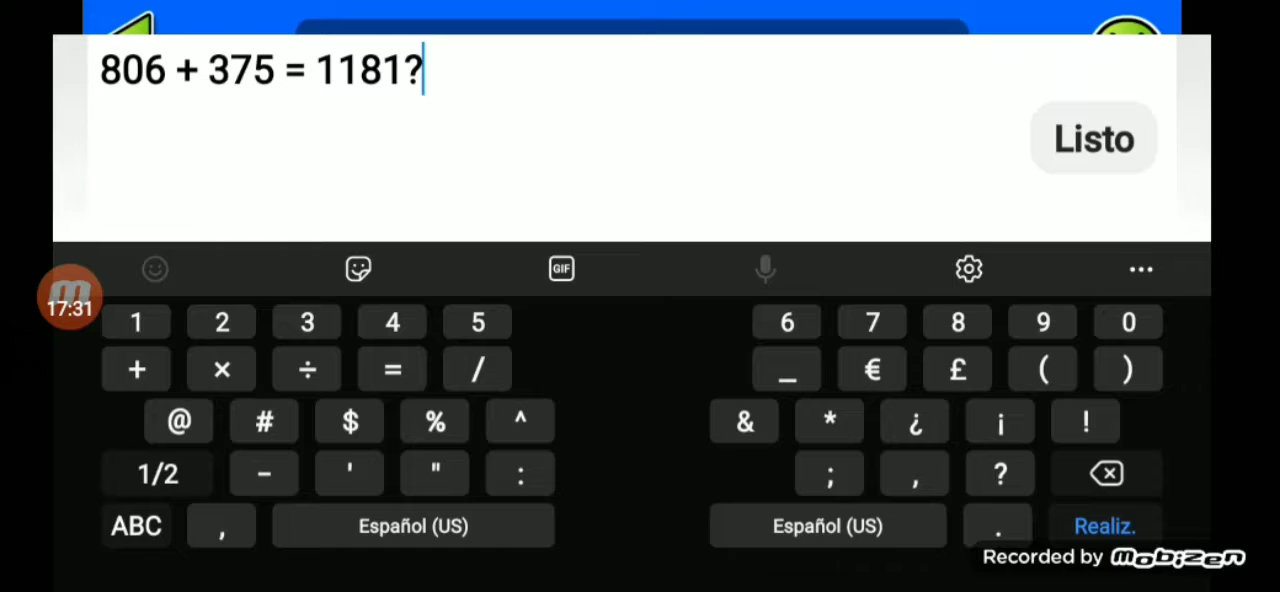 806 + 375 = 1181?
Listo
GIF
17:31
1 2 3 4 5 6 7 8 9 0
+ × ÷ = / _ € £ ( )
@ # $ % ^ & * ¿ ¡ !
1/2 - ' " : ; , ?
ABC , Español (US) Español (US) . Realiz.
Recorded by mobizen